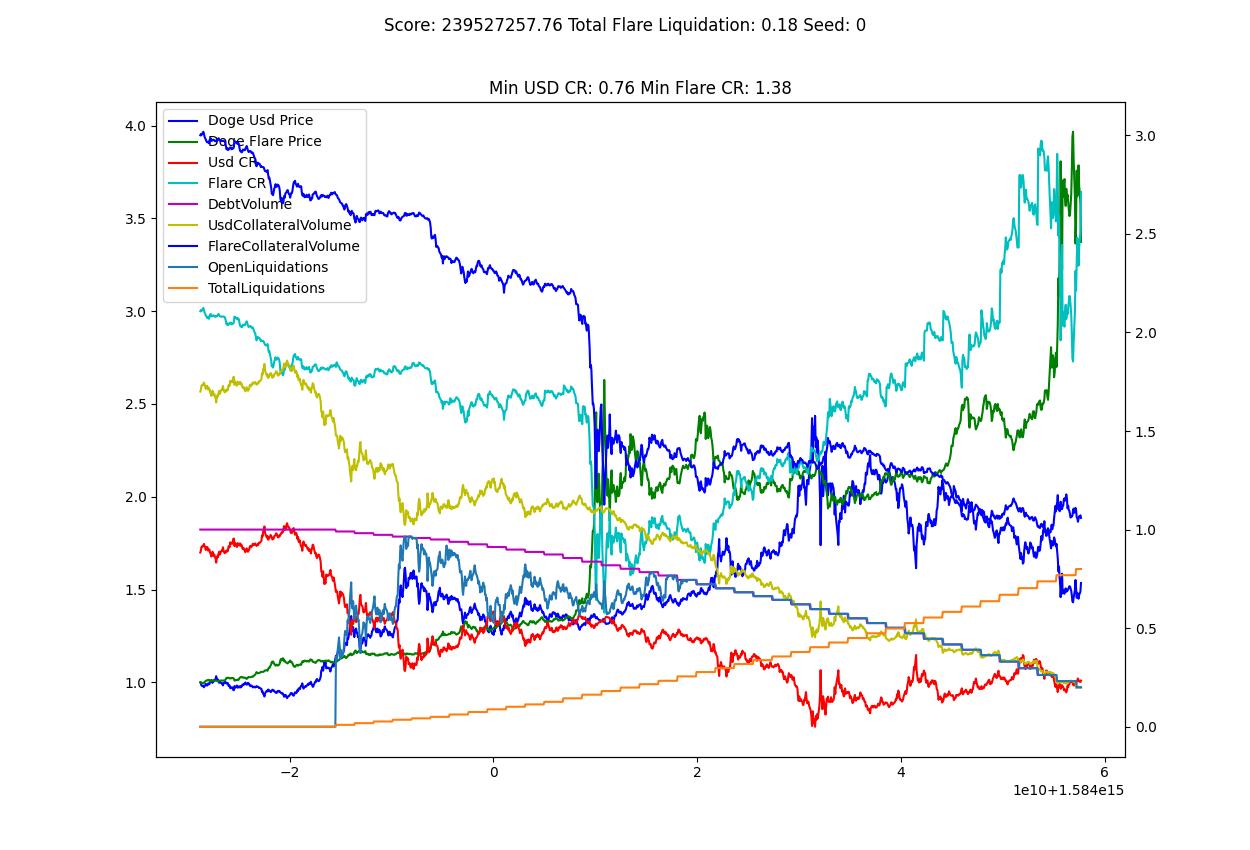 Score: 239527257.76 Total Flare Liquidation: 0.18 Seed: 0
Min USD CR: 0.76 Min Flare CR: 1.38
Doge Usd Price
Doge Flare Price
Usd CR
Flare CR
DebtVolume
UsdCollateralVolume
FlareCollateralVolume
OpenLiquidations
TotalLiquidations
4.0
3.5
3.0
2.5
2.0
1.5
1.0
3.0
2.5
2.0
1.5
1.0
0.5
0.0
−2 0 2 4 6
1e10+1.584e15